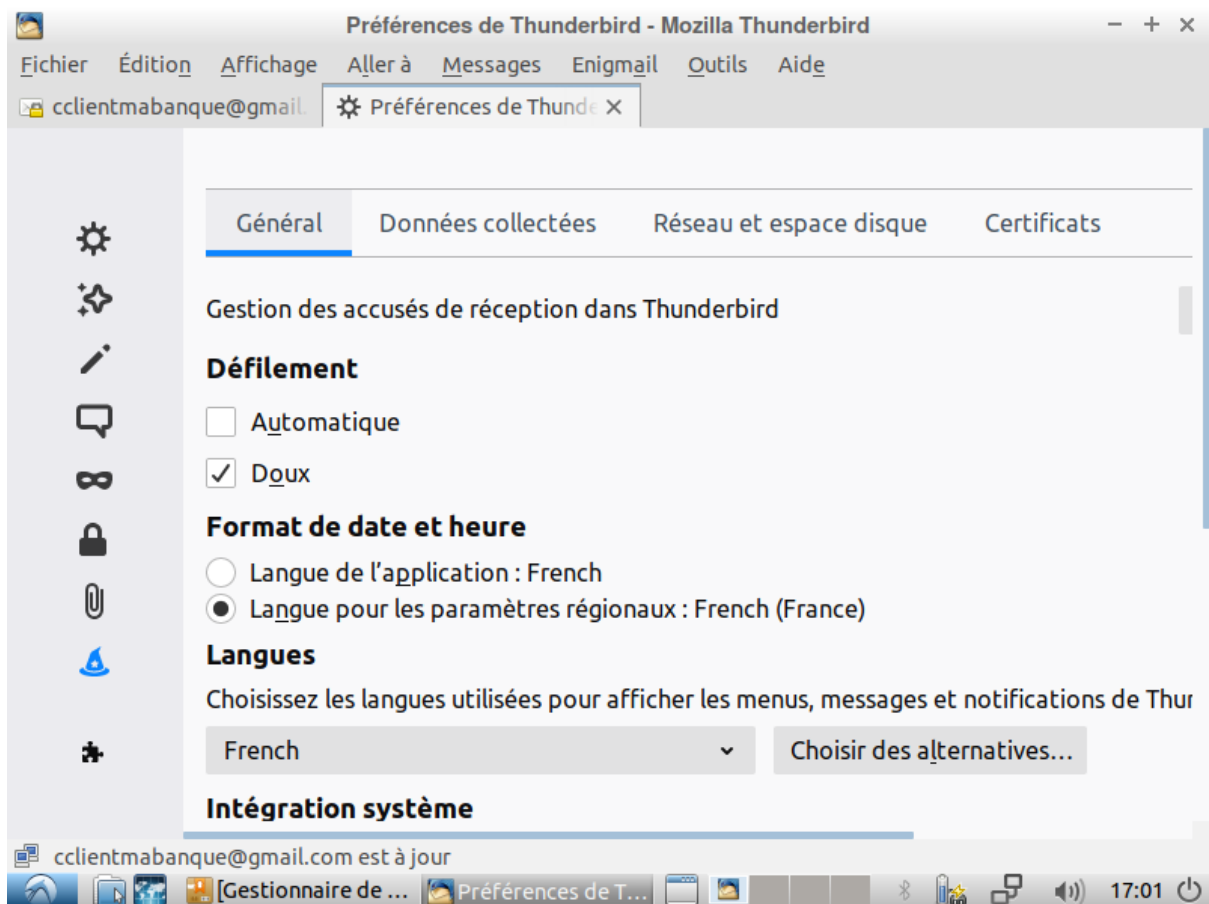 Préférences de Thunderbird - Mozilla Thunderbird
Fichier Édition Affichage Aller à Messages Enigmail Outils Aide
cclientmabanque@gmail. Préférences de Thunde
Général Données collectées Réseau et espace disque Certificats
Gestion des accusés de réception dans Thunderbird
Défilement
Automatique
Doux
Format de date et heure
Langue de l’application : French
Langue pour les paramètres régionaux : French (France)
Langues
Choisissez les langues utilisées pour afficher les menus, messages et notifications de Thur
French Choisir des alternatives…
Intégration système
cclientmabanque@gmail.com est à jour
[Gestionnaire de ... Préférences de T... 17:01